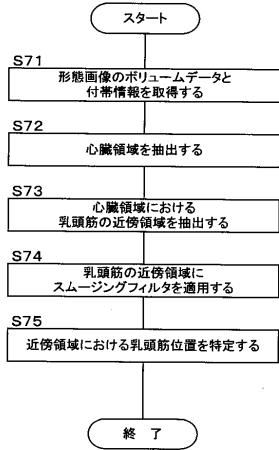 スタート
S71
形態画像のボリュームデータと
付帯情報を取得する
S72
心臓領域を抽出する
S73
心臓領域における
乳頭筋の近傍領域を抽出する
S74
乳頭筋の近傍領域に
スムージングフィルタを適用する
S75
近傍領域における乳頭筋位置を特定する
終 了